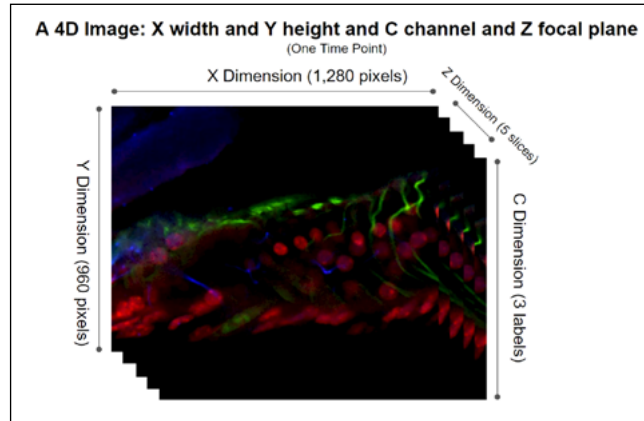 A 4D Image: X width and Y height and C channel and Z focal plane
(One Time Point)
X Dimension (1,280 pixels)
Z Dimension (5 slices)
Y Dimension (960 pixels)
C Dimension (3 labels)